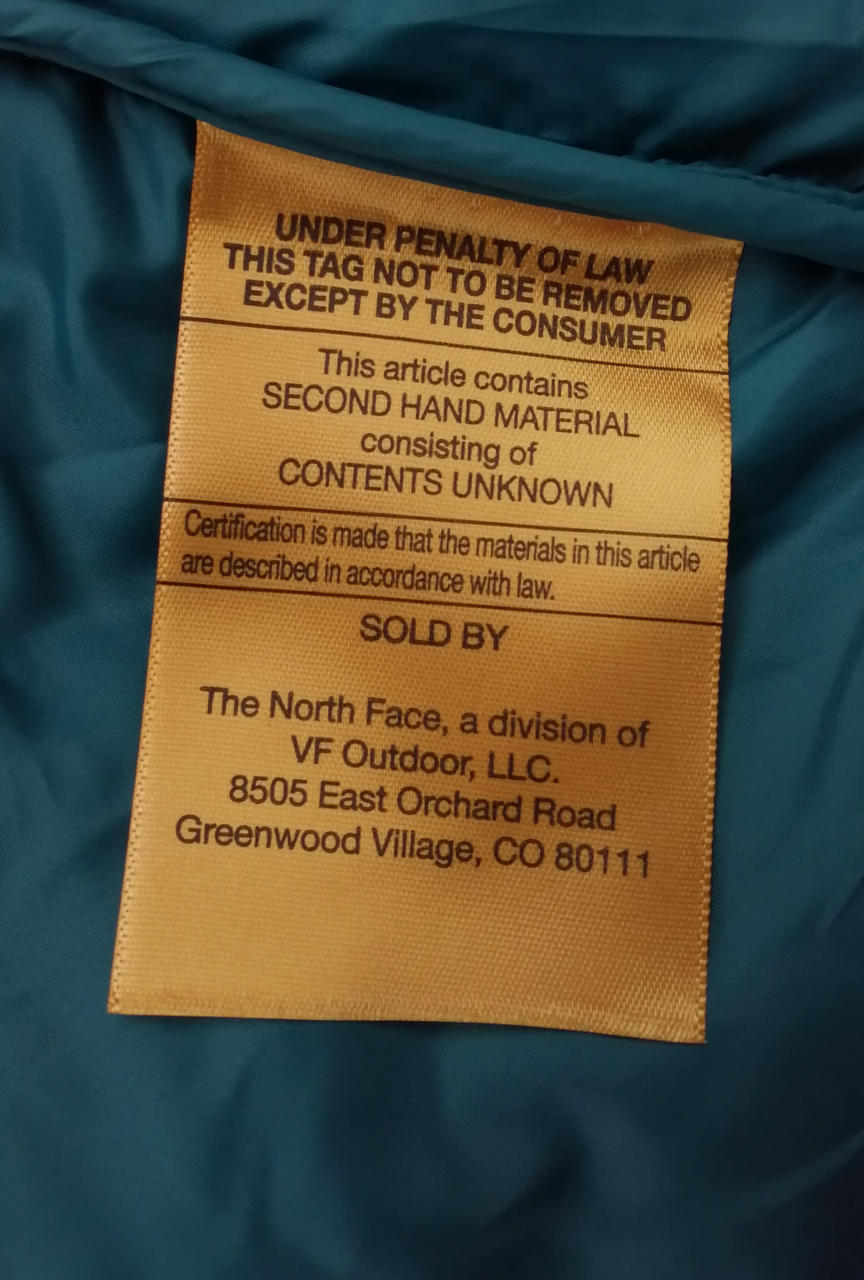 UNDER PENALTY OF LAW
THIS TAG NOT TO BE REMOVED
EXCEPT BY THE CONSUMER
This article contains
SECOND HAND MATERIAL
consisting of
CONTENTS UNKNOWN
Certification is made that the materials in this article
are described in accordance with law.
SOLD BY
The North Face, a division of
VF Outdoor, LLC.
8505 East Orchard Road
Greenwood Village, CO 80111